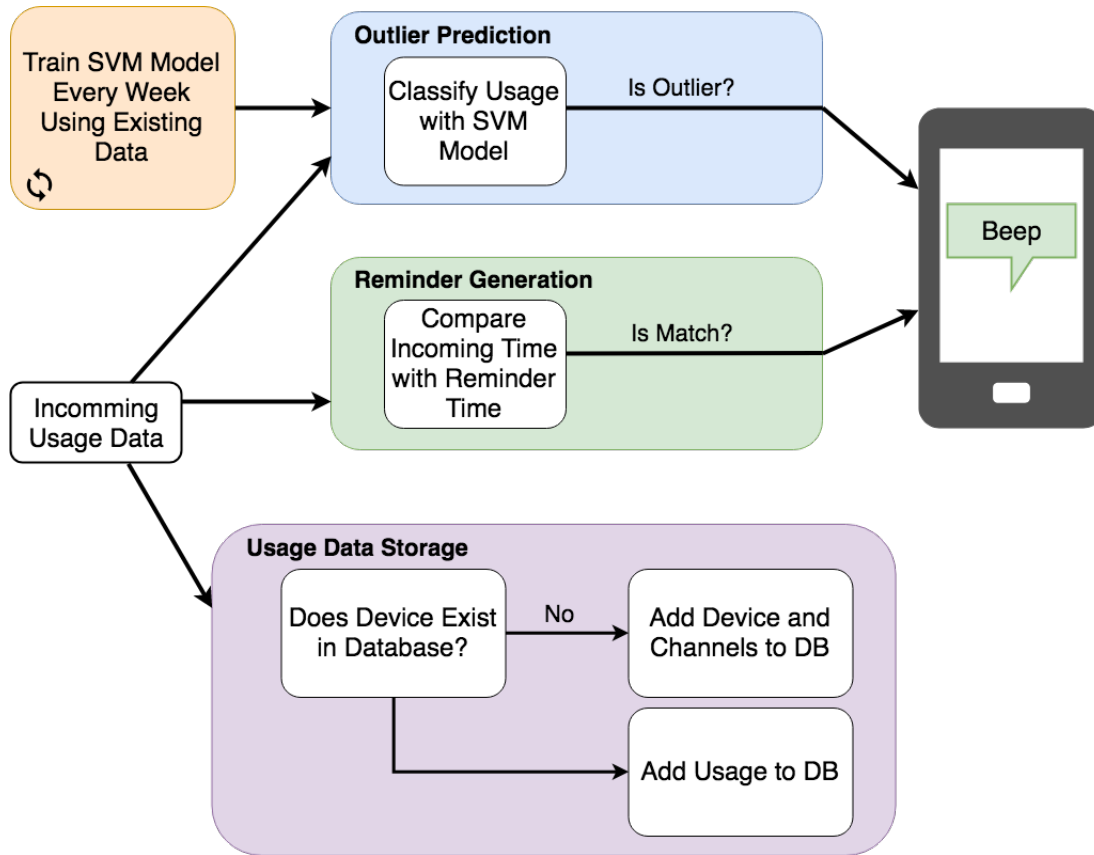 Train SVM Model
Every Week
Using Existing
Data
Outlier Prediction
Classify Usage
with SVM
Model
Is Outlier?
Beep
Reminder Generation
Compare
Incoming Time
with Reminder
Time
Is Match?
Incomming
Usage Data
Usage Data Storage
Does Device Exist
in Database?
No
Add Device and
Channels to DB
Add Usage to DB